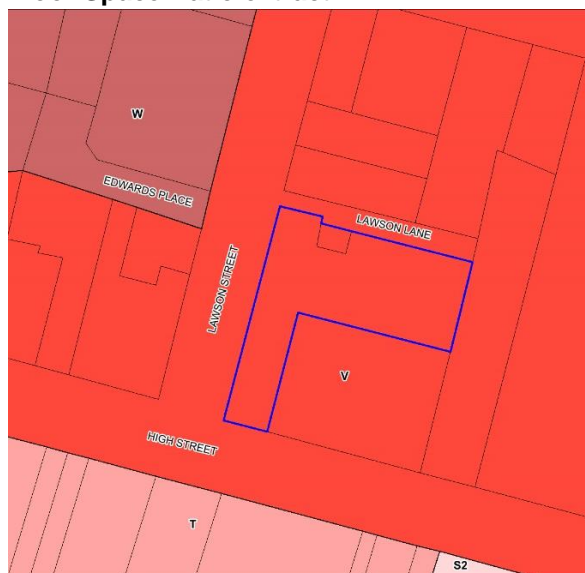 W
EDWARDS PLACE
LAWSON LANE
LAWSON STREET
V
HIGH STREET
T
S2